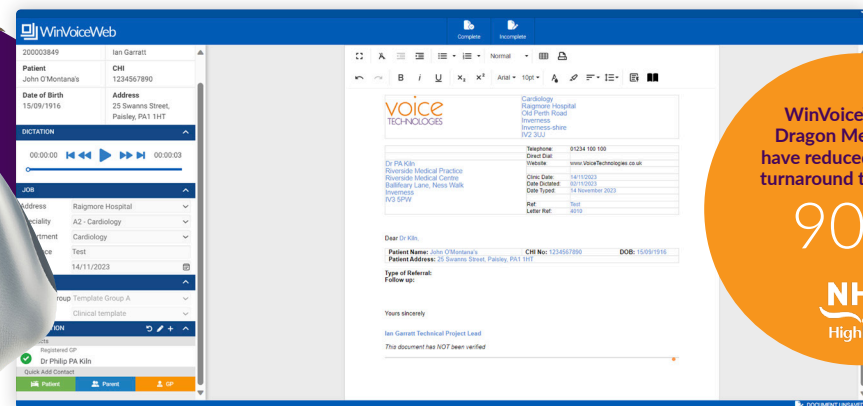 WinVoiceWeb
Complete
Incomplete
200003849 Ian Garratt
Patient CHI
John O'Montana's 1234567890
Date of Birth Address
15/09/1916 25 Swanns Street,
Paisley, PA1 1HT
DICTATION
00:00:00 00:00:03
JOB
Address Raigmore Hospital
eciality A2 - Cardiology
rtment Cardiology
ce Test
14/11/2023
roup Template Group A
Clinical template
ION
cts
Registered GP
Dr Philip PA Kiln
Quick Add Contact
Patient Parent GP
Normal
B I U X₂ X² Arial 10pt
voice
TECHNOLOGIES
Cardiology
Raigmore Hospital
Old Perth Road
Inverness
Inverness-shire
IV2 3UJ
Dr PA Kiln
Riverside Medical Practice
Riverside Medical Centre
Ballifeary Lane, Ness Walk
Inverness
IV3 5PW
Telephone: 01234 100 100
Direct Dial:
Website: www.VoiceTechnologies.co.uk
Clinic Date: 14/11/2023
Date Dictated: 02/11/2023
Date Typed: 14 November 2023
Ref: Test
Letter Ref: 4010
Dear Dr Kiln,
Patient Name: John O'Montana's CHI No: 1234567890 DOB: 15/09/1916
Patient Address: 25 Swanns Street, Paisley, PA1 1HT
Type of Referral:
Follow up:
Yours sincerely
Ian Garratt Technical Project Lead
This document has NOT been verified
WinVoice
Dragon Me
have reduce
turnaround t
90
NH
High
DOCUMENT UNSAVED